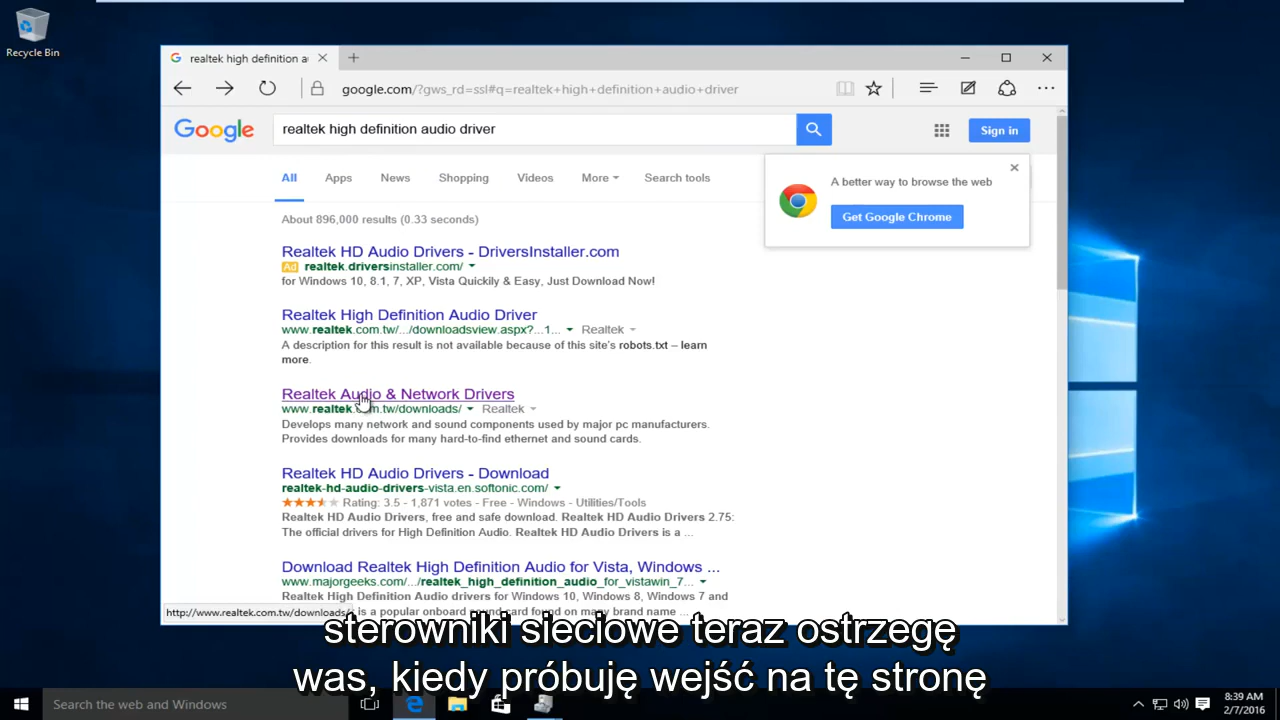 Recycle Bin
realtek high definition a
google.com/?gws_rd=ssl#q=realtek+high+definition+audio+driver
Google
realtek high definition audio driver
Sign in
All Apps News Shopping Videos More Search tools
A better way to browse the web
Get Google Chrome
About 896,000 results (0.33 seconds)
Realtek HD Audio Drivers - DriversInstaller.com
Ad realtek.driversinstaller.com/
for Windows 10, 8.1, 7, XP, Vista Quickily & Easy, Just Download Now!
Realtek High Definition Audio Driver
www.realtek.com.tw/.../downloadsview.aspx?...1... Realtek
A description for this result is not available because of this site's robots.txt – learn
more.
Realtek Audio & Network Drivers
www.realtek.com.tw/downloads/ Realtek
Develops many network and sound components used by major pc manufacturers.
Provides downloads for many hard-to-find ethernet and sound cards.
Realtek HD Audio Drivers - Download
realtek-hd-audio-drivers-vista.en.softonic.com/
Rating: 3.5 - 1,871 votes - Free - Windows - Utilities/Tools
Realtek HD Audio Drivers, free and safe download. Realtek HD Audio Drivers 2.75:
The official drivers for High Definition Audio. Realtek HD Audio Drivers is a ...
Download Realtek High Definition Audio for Vista, Windows ...
www.majorgeeks.com/.../realtek_high_definition_audio_for_vistawin_7...
Realtek High Definition Audio drivers for Windows 10, Windows 8, Windows 7 and
http://www.realtek.com.tw/downloads/ is a popular onboard sound card found on many brand name ...
sterowniki sieciowe teraz ostrzegę
was, kiedy próbuję wejść na tę stronę
Search the web and Windows
8:39 AM
2/7/2016